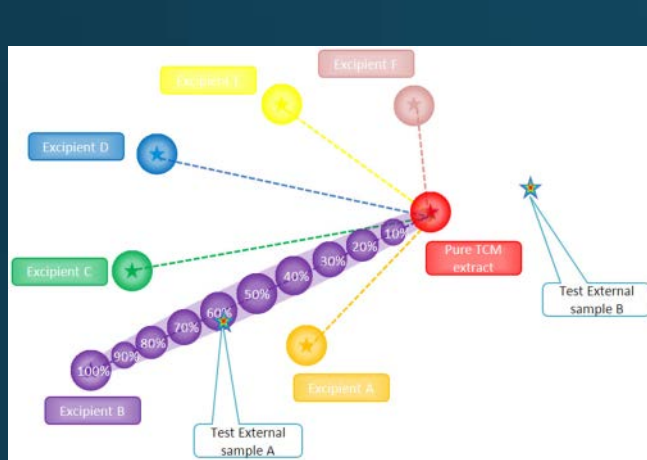 Excipient F
Excipient E
Excipient D
Pure TCM
extract
Excipient C
10%
20%
30%
40%
50%
60%
70%
80%
90%
100%
Test External
sample B
Excipient A
Excipient B
Test External
sample A